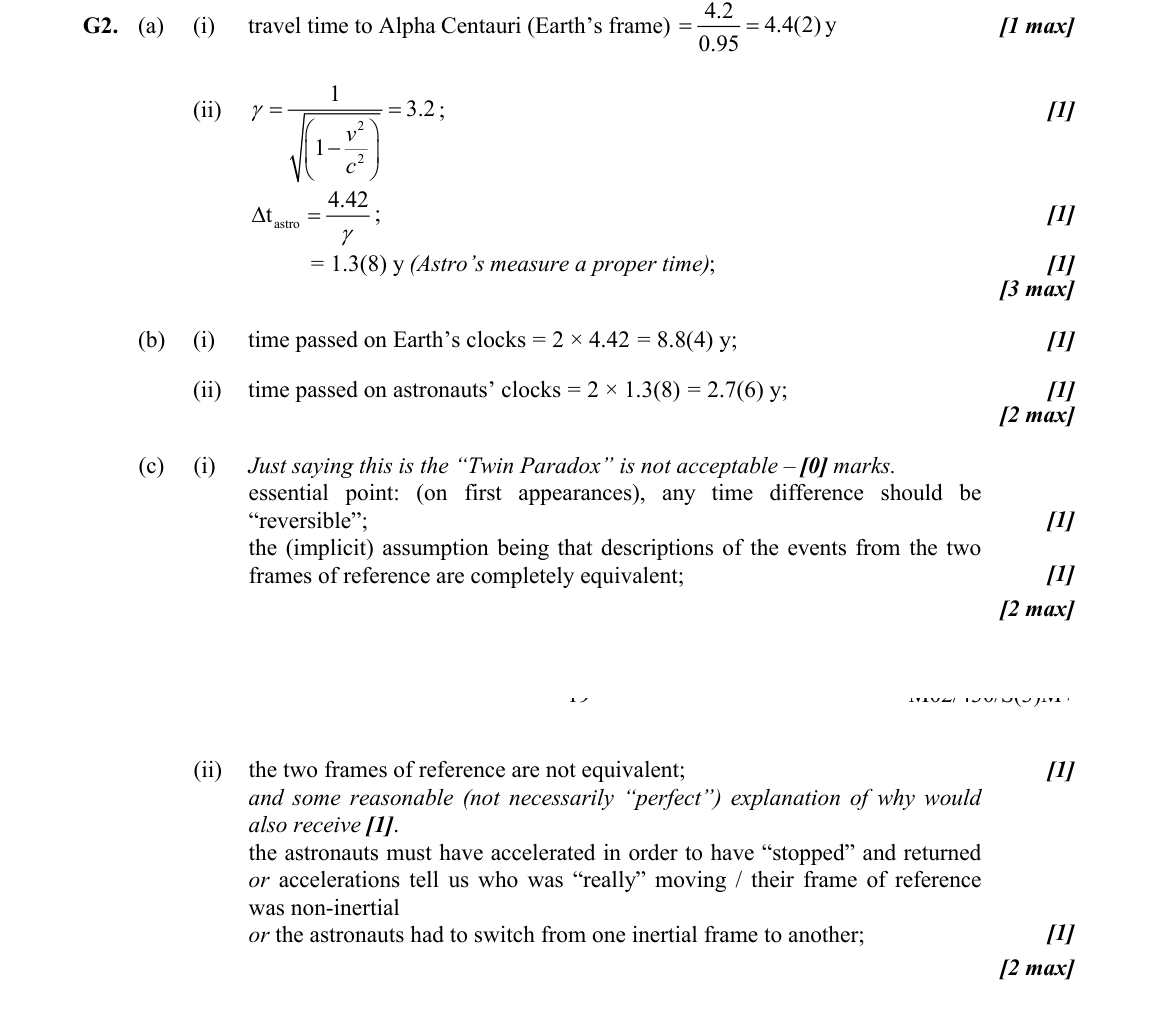 G2. (a) (i) travel time to Alpha Centauri (Earth's frame) = 4.2/0.95 = 4.4(2) y [1 max]
(ii) γ = 1/√(1 − v²/c²) = 3.2 ; [1]
Δt_astro = 4.42/γ ; [1]
= 1.3(8) y (Astro's measure a proper time); [1]
[3 max]
(b) (i) time passed on Earth's clocks = 2 × 4.42 = 8.8(4) y; [1]
(ii) time passed on astronauts' clocks = 2 × 1.3(8) = 2.7(6) y; [1]
[2 max]
(c) (i) Just saying this is the “Twin Paradox” is not acceptable – [0] marks.
essential point: (on first appearances), any time difference should be
“reversible”; [1]
the (implicit) assumption being that descriptions of the events from the two
frames of reference are completely equivalent; [1]
[2 max]
(ii) the two frames of reference are not equivalent; [1]
and some reasonable (not necessarily “perfect”) explanation of why would
also receive [1].
the astronauts must have accelerated in order to have “stopped” and returned
or accelerations tell us who was “really” moving / their frame of reference
was non-inertial
or the astronauts had to switch from one inertial frame to another; [1]
[2 max]